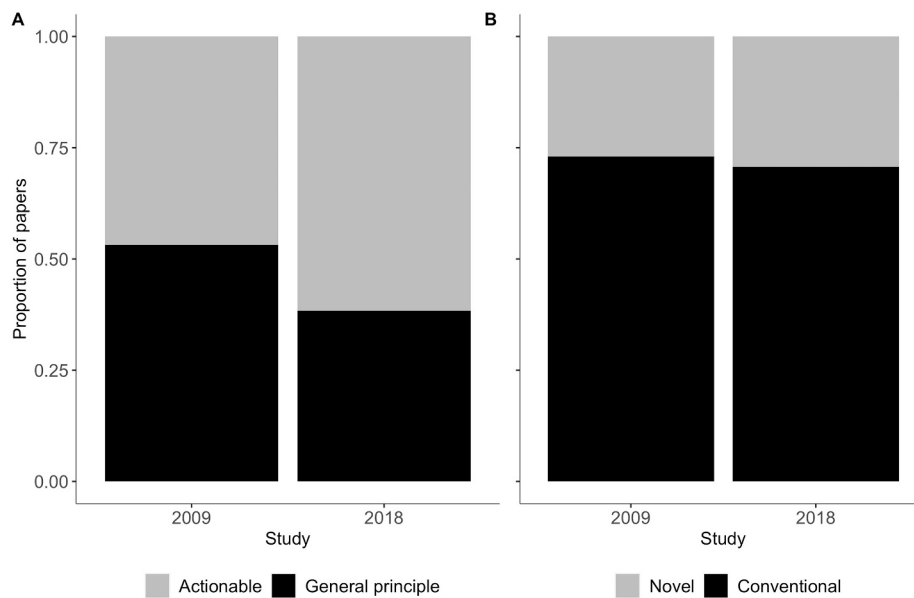 A
B
Proportion of papers
1.00
0.75
0.50
0.25
0.00
2009 2018
Study
2009 2018
Study
Actionable General principle
Novel Conventional